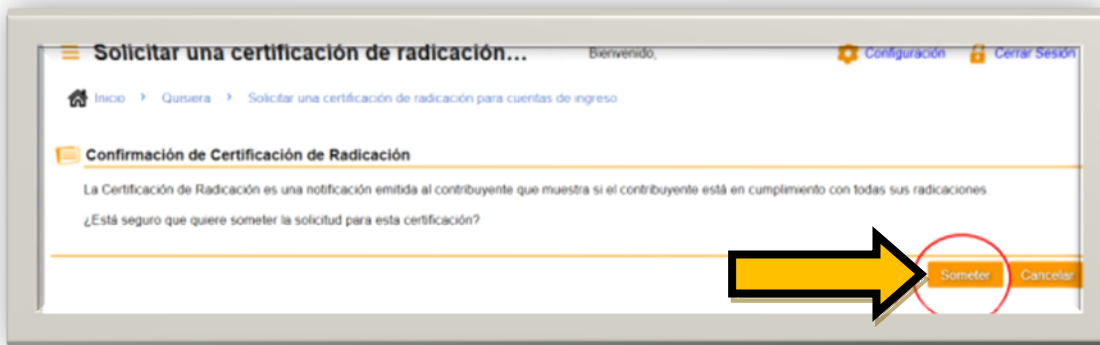 Solicitar una certificación de radicación... Bienvenido, Configuración Cerrar Sesión
Inicio › Quisiera › Solicitar una certificación de radicación para cuentas de ingreso
Confirmación de Certificación de Radicación
La Certificación de Radicación es una notificación emitida al contribuyente que muestra si el contribuyente está en cumplimiento con todas sus radicaciones.
¿Está seguro que quiere someter la solicitud para esta certificación?
Someter Cancelar